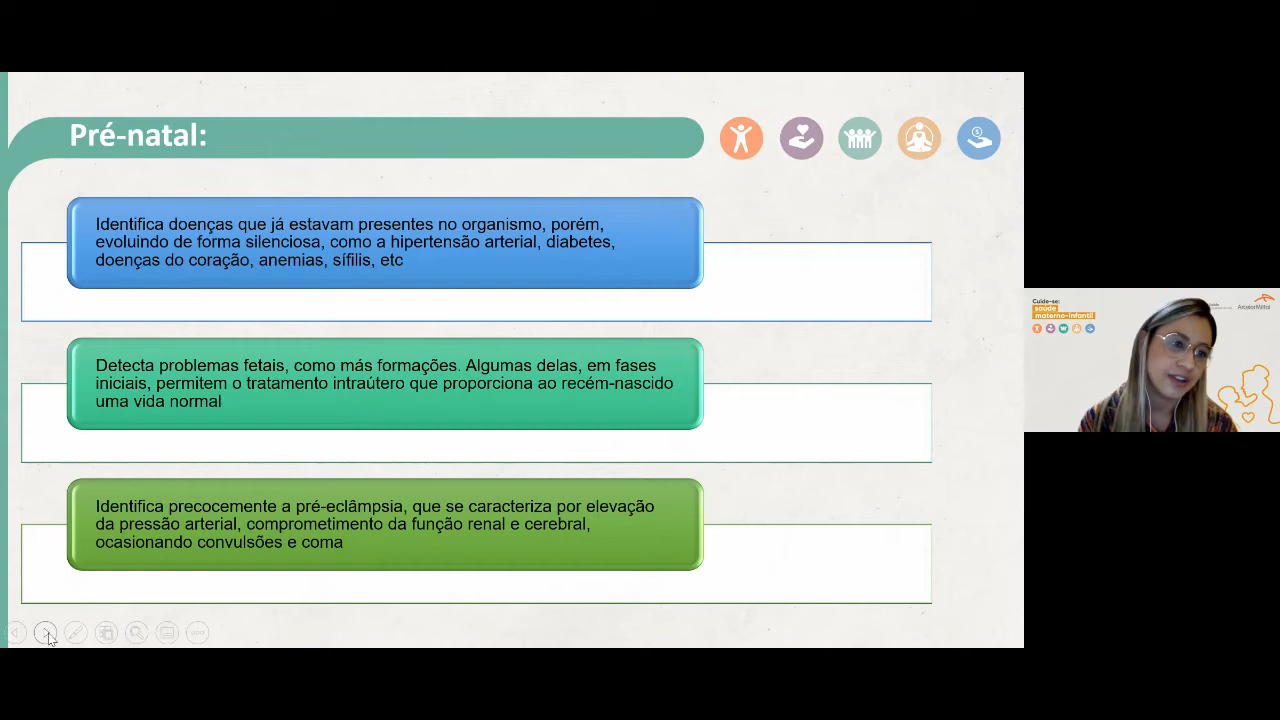 Pré-natal:
Identifica doenças que já estavam presentes no organismo, porém,
evoluindo de forma silenciosa, como a hipertensão arterial, diabetes,
doenças do coração, anemias, sífilis, etc
Detecta problemas fetais, como más formações. Algumas delas, em fases
iniciais, permitem o tratamento intraútero que proporciona ao recém-nascido
uma vida normal
Identifica precocemente a pré-eclâmpsia, que se caracteriza por elevação
da pressão arterial, comprometimento da função renal e cerebral,
ocasionando convulsões e coma
Cuide-se:
saúde
materno-infantil
ArcelorMittal